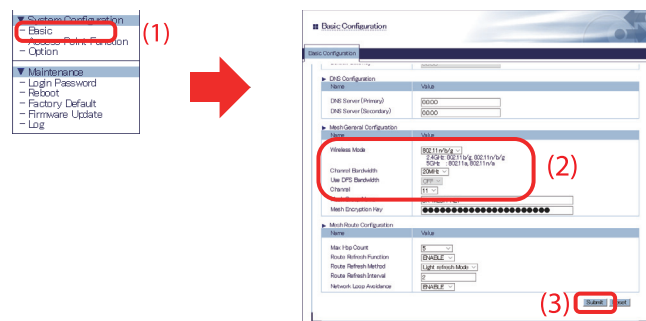 ▼ System Configuration
- Basic
- Access Point Function
- Option
▼ Maintenance
- Login Password
- Reboot
- Factory Default
- Firmware Update
- Log
(1)
Basic Configuration
Basic Configuration
DNS Configuration
Name Value
DNS Server (Primary) 0.0.0.0
DNS Server (Secondary) 0.0.0.0
Mesh General Configuration
Name Value
Wireless Mode 802.11n/b/g
2.4GHz: 802.11b/g, 802.11n/b/g
5GHz : 802.11a, 802.11n/a
Channel Bandwidth 20MHz
Use DFS Bandwidth OFF
Channel 11
(2)
Mesh Encryption Key ●●●●●●●●●●●●●●●●●●●●●●●
Mesh Route Configuration
Name Value
Max Hop Count 5
Route Refresh Function ENABLE
Route Refresh Method Light refresh Mode
Route Refresh Interval 2
Network Loop Avoidance ENABLE
(3)
Submit